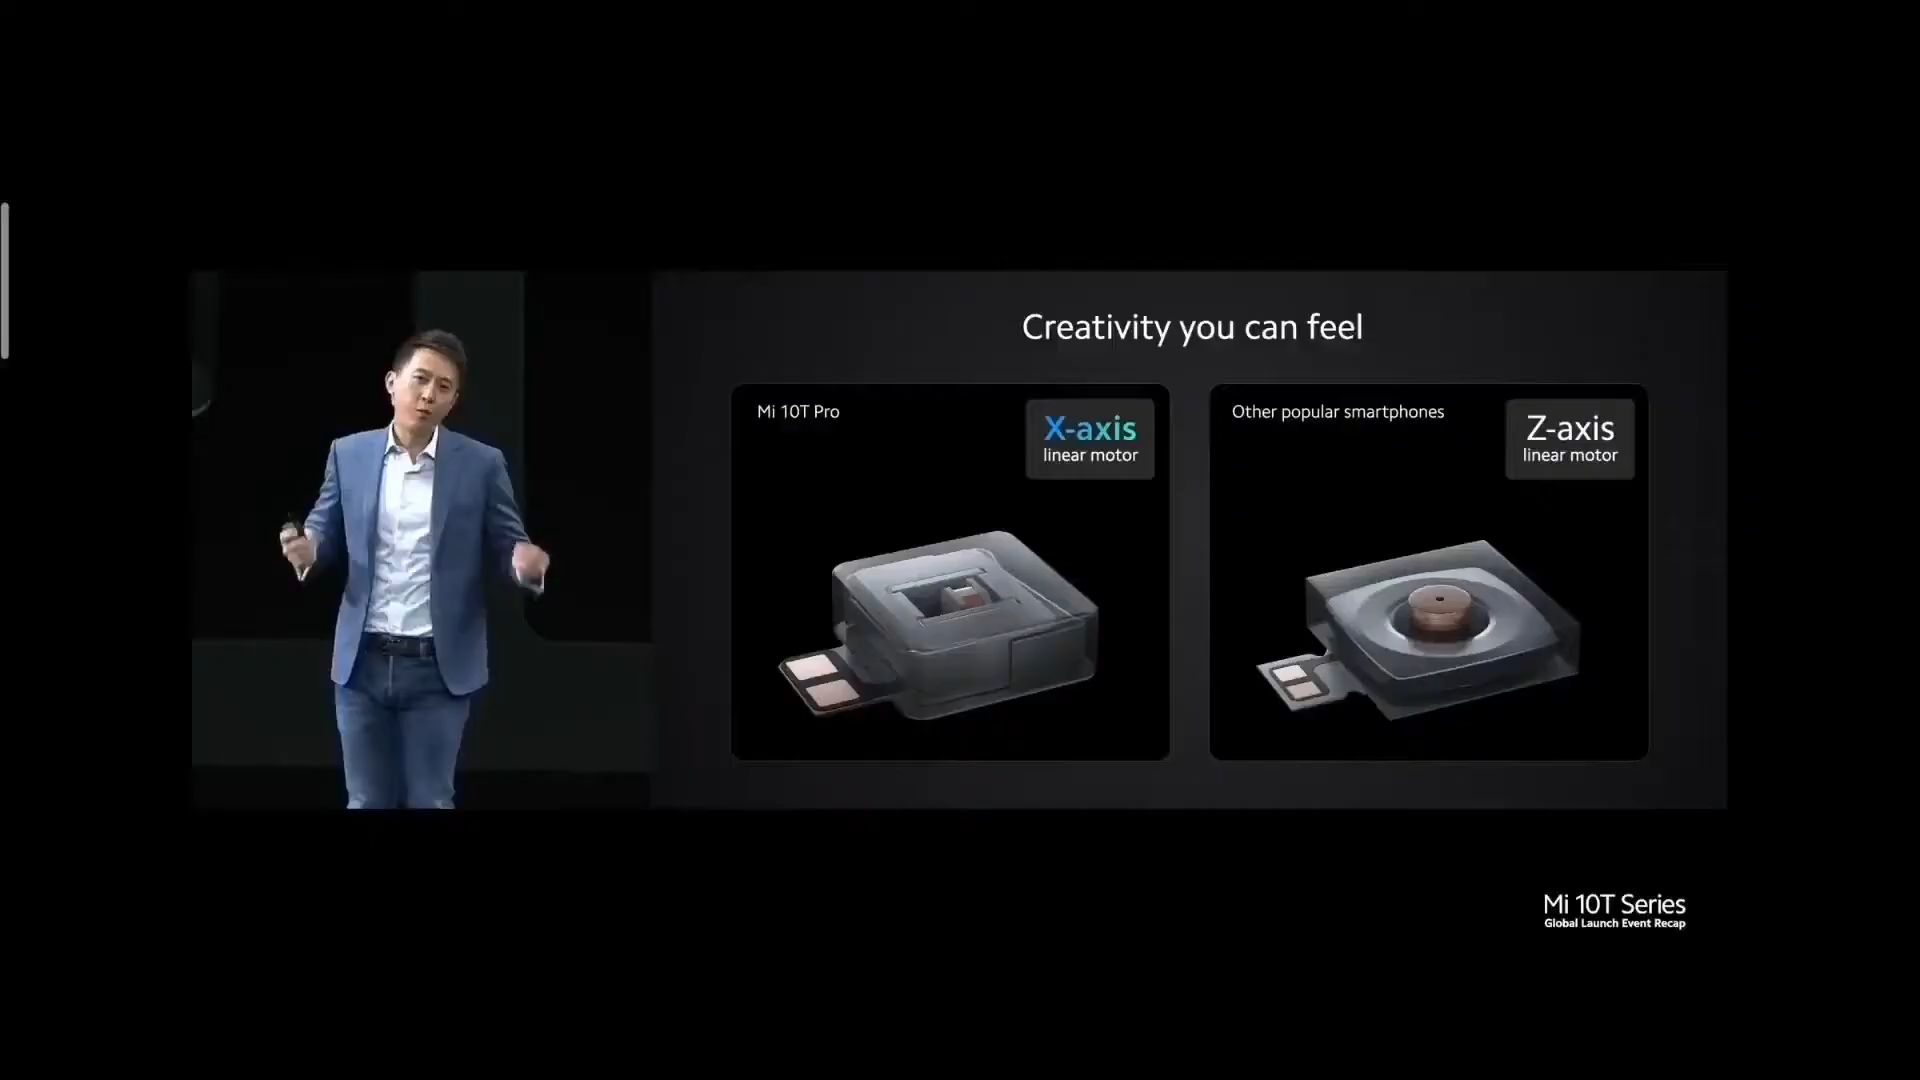 Creativity you can feel
Mi 10T Pro
X-axis
linear motor
Other popular smartphones
Z-axis
linear motor
Mi 10T Series
Global Launch Event Recap